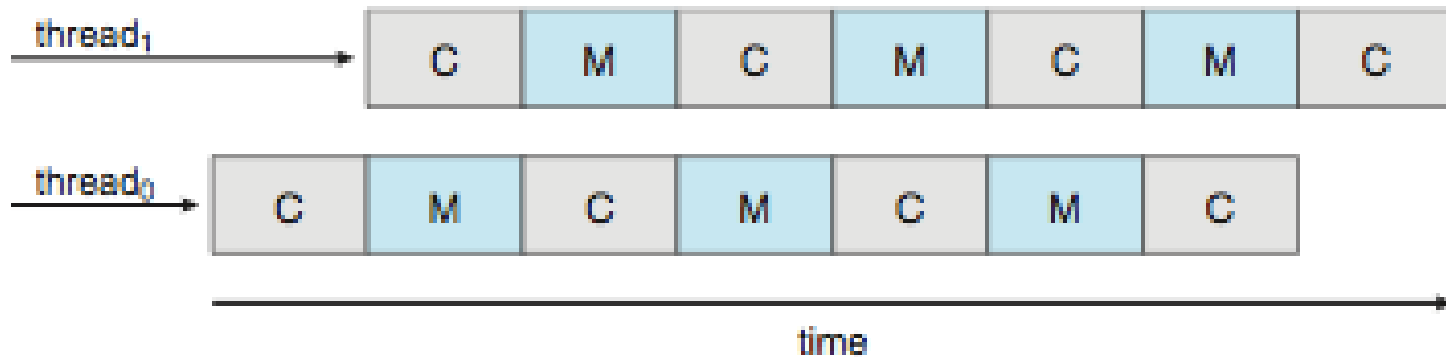 thread₁ C M C M C M C
thread₀ C M C M C M C
time